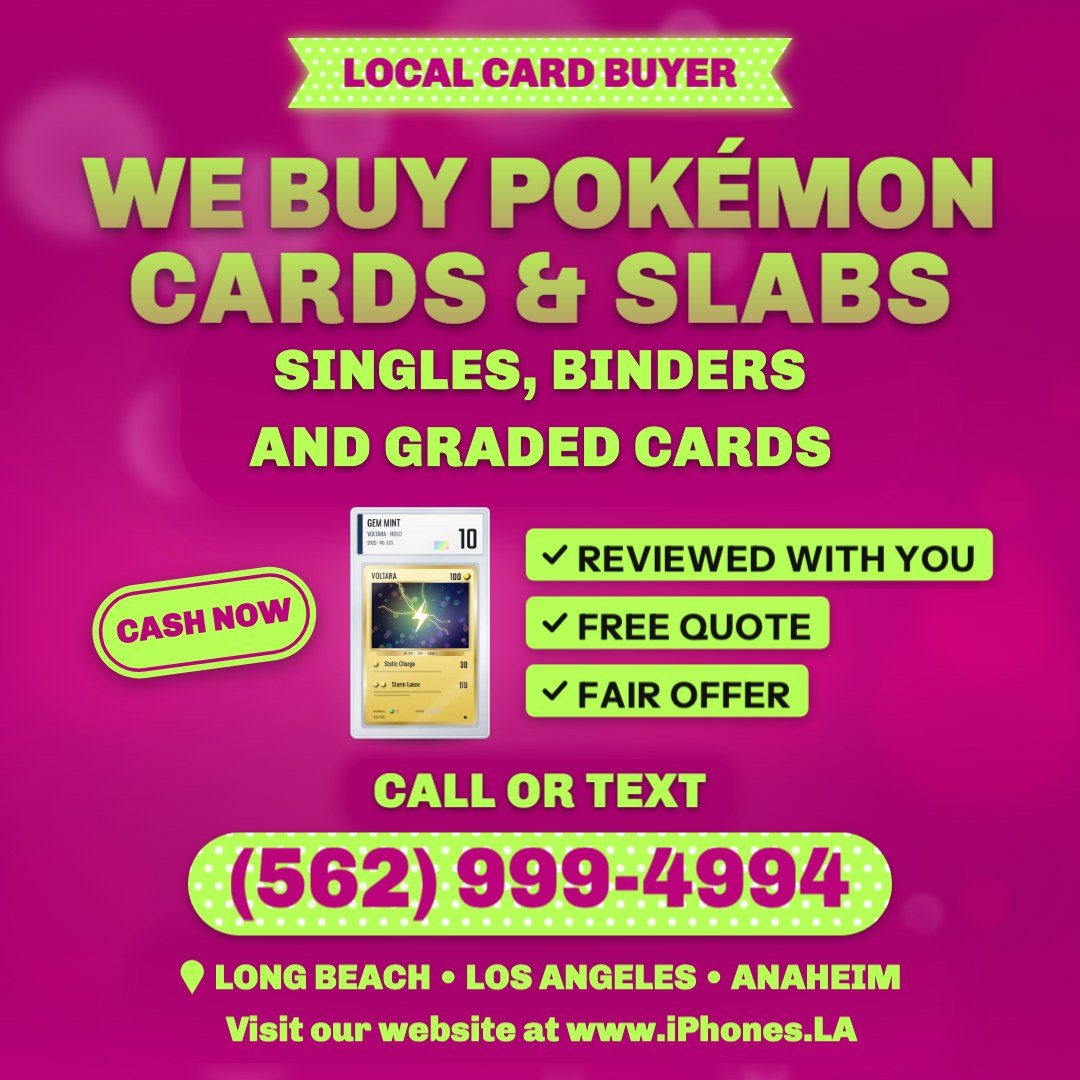 LOCAL CARD BUYER
WE BUY POKÉMON
CARDS & SLABS
SINGLES, BINDERS
AND GRADED CARDS
CASH NOW
GEM MINT
VOLTARA · HOLO
10
VOLTARA
100
Static Charge
30
Storm Lance
110
REVIEWED WITH YOU
FREE QUOTE
FAIR OFFER
CALL OR TEXT
(562) 999-4994
LONG BEACH • LOS ANGELES • ANAHEIM
Visit our website at www.iPhones.LA